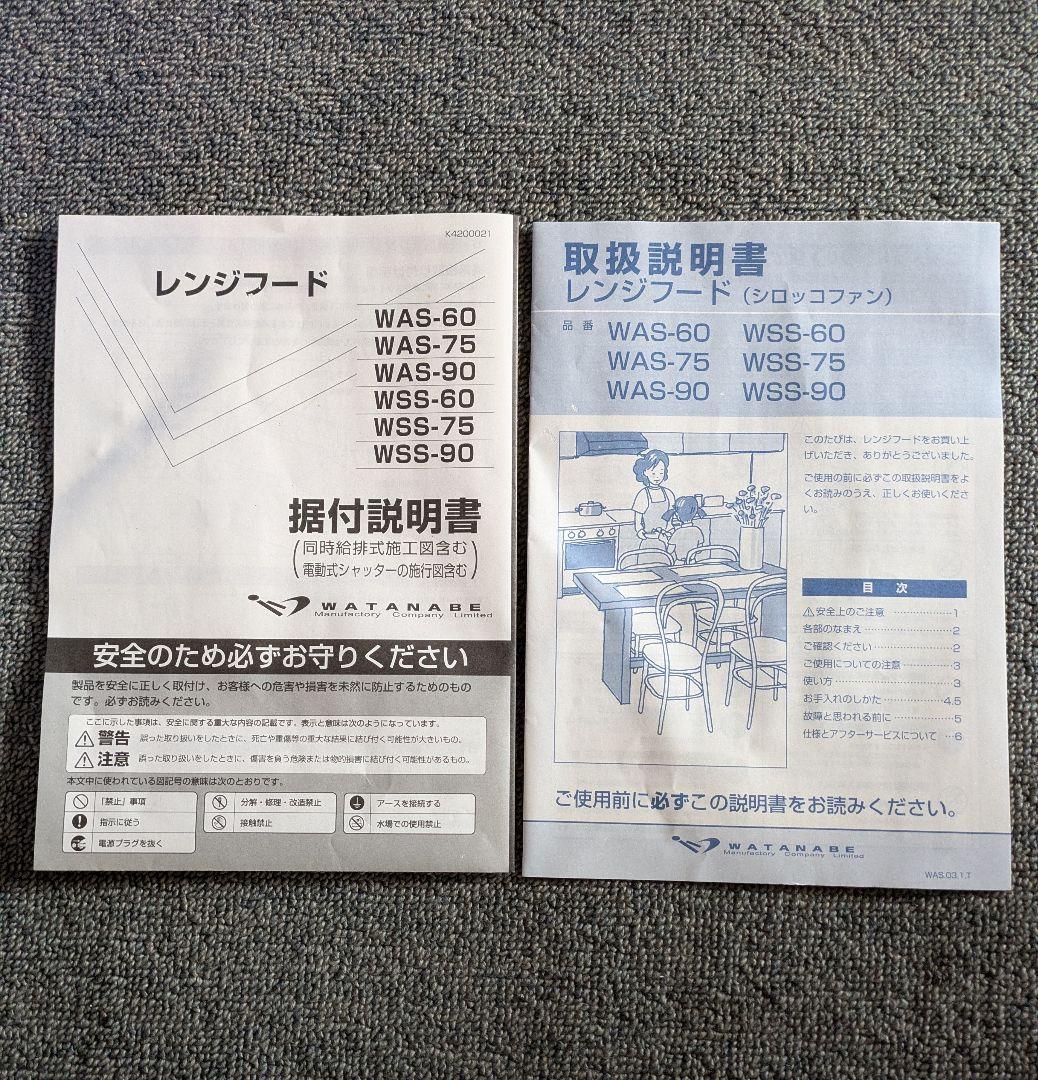 K4200021
レンジフード
WAS-60
WAS-75
WAS-90
WSS-60
WSS-75
WSS-90
据付説明書
(同時給排式施工図含む
電動式シャッターの施行図含む)
WATANABE
Manufactory Company Limited
安全のため必ずお守りください
製品を安全に正しく取付け、お客様への危害や損害を未然に防止するためのもの
です。必ずお読みください。
ここに示した事項は、安全に関する重大な内容の記載です。表示と意味は次のようになっています。
警告 誤った取り扱いをしたときに、死亡や重傷等の重大な結果に結び付く可能性が大きいもの。
注意 誤った取り扱いをしたときに、傷害を負う危険または物的損害に結び付く可能性があるもの。
本文中に使われている図記号の意味は次のとおりです。
「禁止」事項
指示に従う
電源プラグを抜く
分解・修理・改造禁止
接触禁止
アースを接続する
水場での使用禁止
取扱説明書
レンジフード (シロッコファン)
品番 WAS-60 WSS-60
WAS-75 WSS-75
WAS-90 WSS-90
このたびは、レンジフードをお買い上
げいただき、ありがとうございました。
ご使用の前に必ずこの取扱説明書をよ
くお読みのうえ、正しくお使いくださ
い。
目次
安全上のご注意 ………………1
各部のなまえ ………………2
ご確認ください ………………2
ご使用についての注意 …………3
使い方 ………………3
お手入れのしかた …………4.5
故障と思われる前に …………5
仕様とアフターサービスについて …6
ご使用前に必ずこの説明書をお読みください。
WATANABE
Manufactory Company Limited
WAS.03.1.T